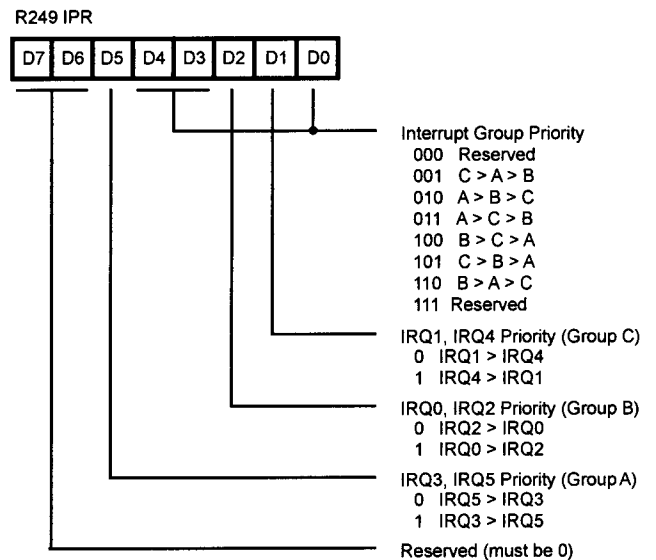 R249 IPR
D7 D6 D5 D4 D3 D2 D1 D0
Interrupt Group Priority
000 Reserved
001 C > A > B
010 A > B > C
011 A > C > B
100 B > C > A
101 C > B > A
110 B > A > C
111 Reserved
IRQ1, IRQ4 Priority (Group C)
0 IRQ1 > IRQ4
1 IRQ4 > IRQ1
IRQ0, IRQ2 Priority (Group B)
0 IRQ2 > IRQ0
1 IRQ0 > IRQ2
IRQ3, IRQ5 Priority (Group A)
0 IRQ5 > IRQ3
1 IRQ3 > IRQ5
Reserved (must be 0)